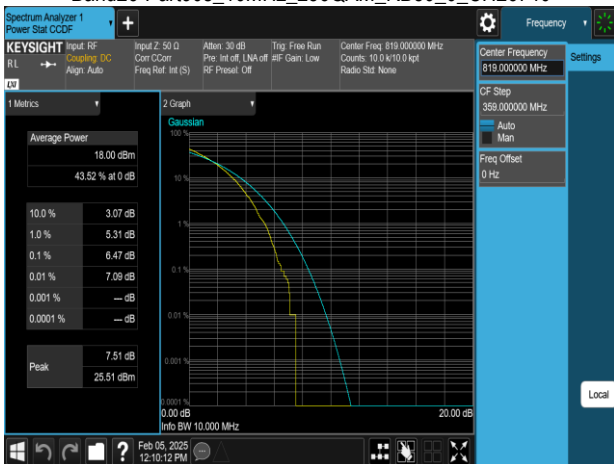 Spectrum Analyzer 1
Power Stat CCDF
Frequency
KEYSIGHT
RL
LXI
Input: RF
Coupling: DC
Align: Auto
Input Z: 50 Ω
Corr CCorr
Freq Ref: Int (S)
Atten: 30 dB
Pre: Int off, LNA off
RF Preset: Off
Trig: Free Run
#IF Gain: Low
Center Freq: 819.000000 MHz
Counts: 10.0 k/10.0 kpt
Radio Std: None
Center Frequency
819.000000 MHz
Settings
CF Step
359.000000 MHz
Auto
Man
Freq Offset
0 Hz
1 Metrics
Average Power
18.00 dBm
43.52 % at 0 dB
10.0 % 3.07 dB
1.0 % 5.31 dB
0.1 % 6.47 dB
0.01 % 7.09 dB
0.001 % --- dB
0.0001 % --- dB
Peak
7.51 dB
25.51 dBm
2 Graph
Gaussian
100 %
10 %
1 %
0.1 %
0.01 %
0.001 %
0.0001 %
0.00 dB
20.00 dB
Info BW 10.000 MHz
Local
Feb 05, 2025
12:10:12 PM